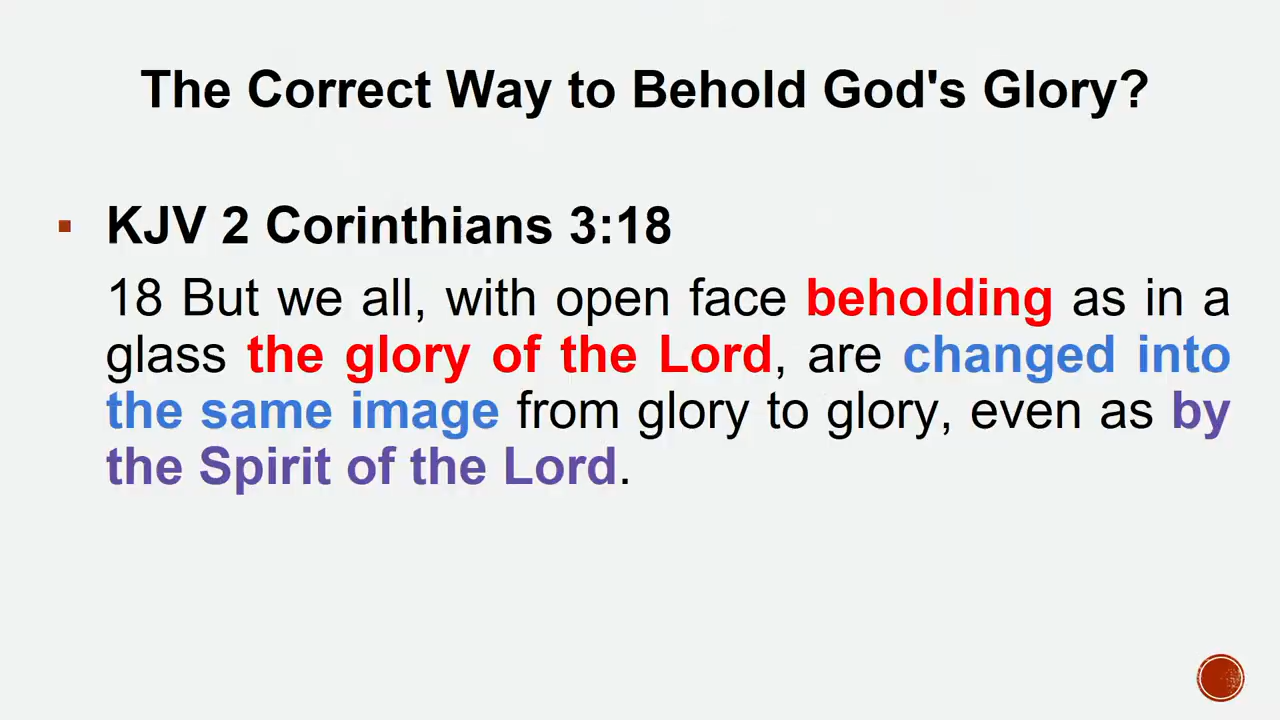 The Correct Way to Behold God's Glory?
KJV 2 Corinthians 3:18
18 But we all, with open face beholding as in a
glass the glory of the Lord, are changed into
the same image from glory to glory, even as by
the Spirit of the Lord.